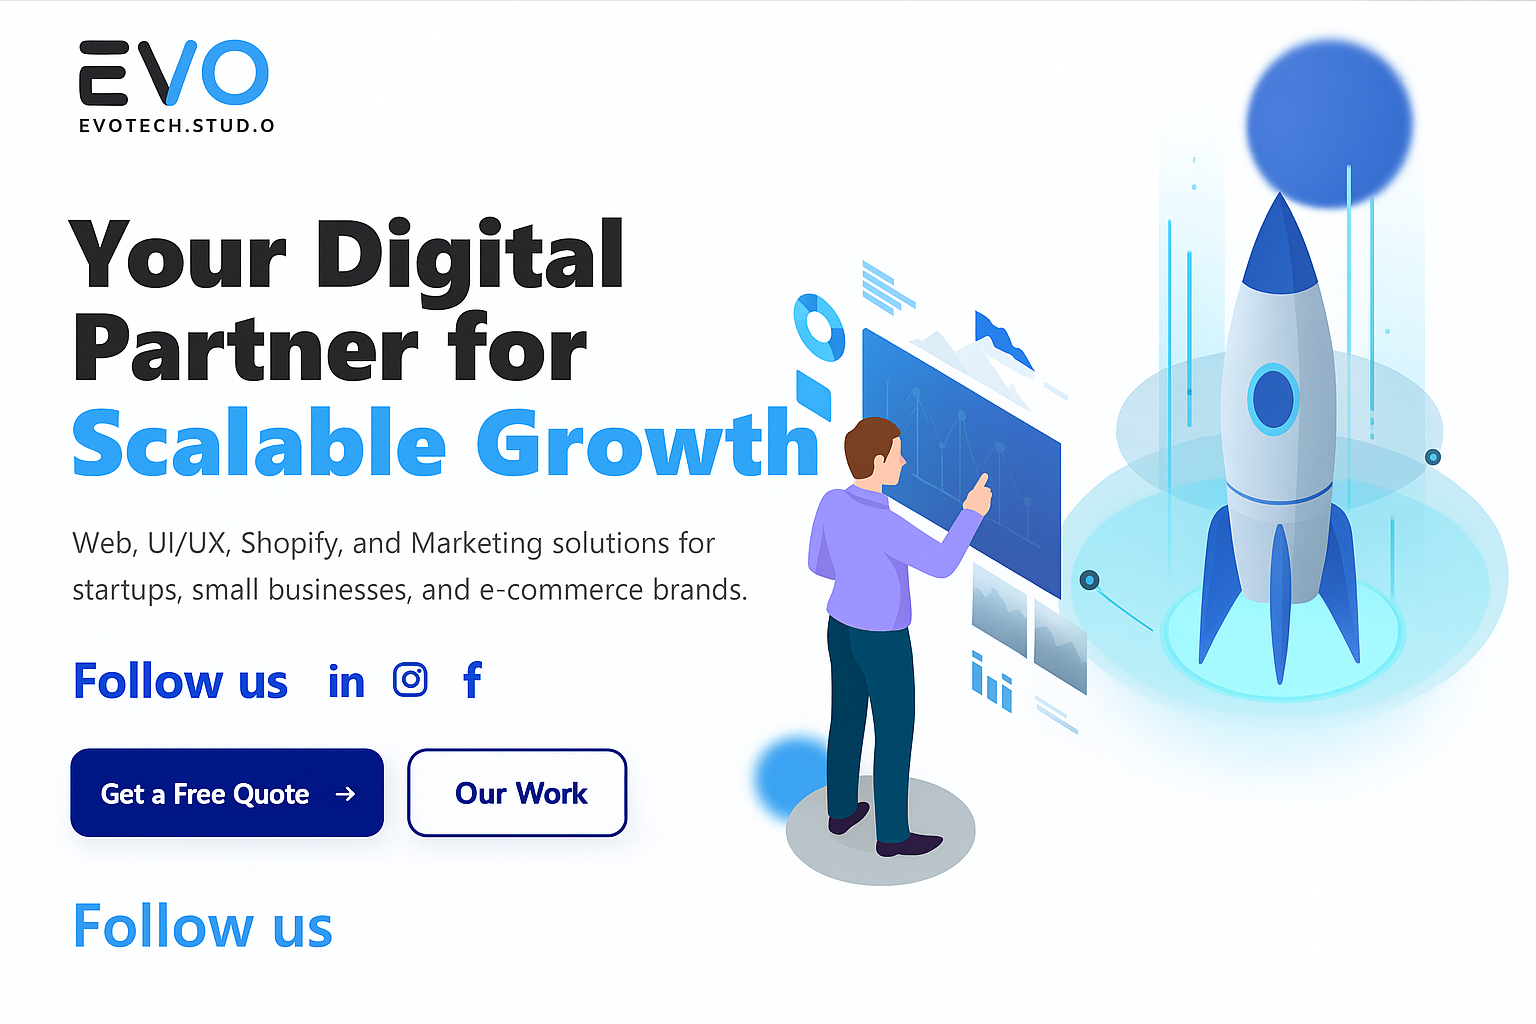 EVO
EVOTECH.STUD.O
Your Digital
Partner for
Scalable Growth
Web, UI/UX, Shopify, and Marketing solutions for
startups, small businesses, and e-commerce brands.
Follow us in f
Get a Free Quote →
Our Work
Follow us